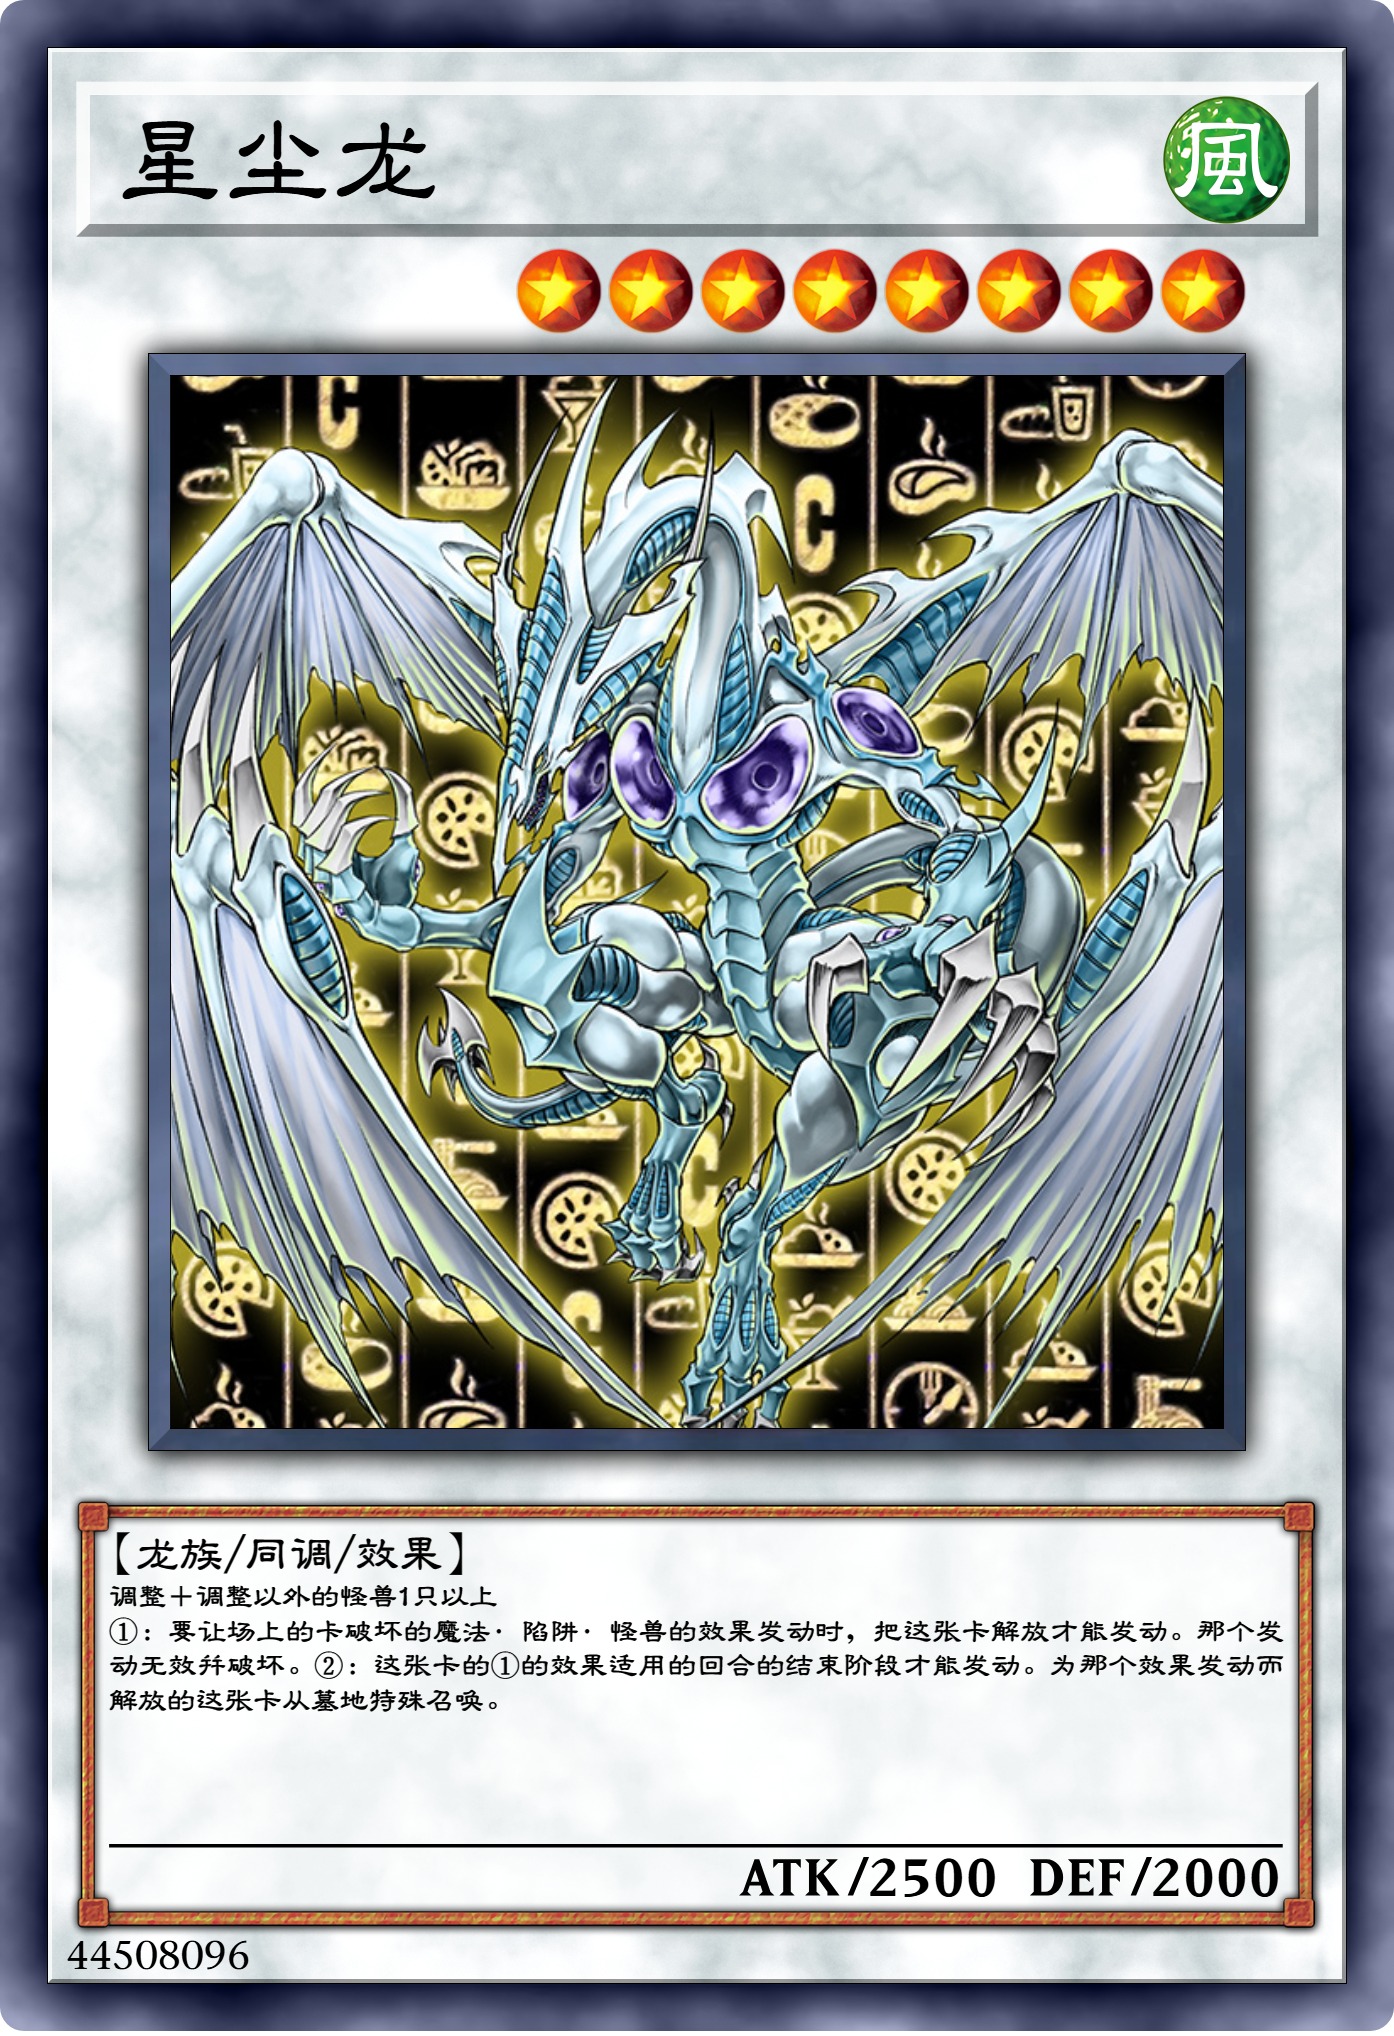 星尘龙
風
【龙族/同调/效果】
调整＋调整以外的怪兽1只以上
①：要让场上的卡破坏的魔法·陷阱·怪兽的效果发动时，把这张卡解放才能发动。那个发
动无效并破坏。②：这张卡的①的效果适用的回合的结束阶段才能发动。为那个效果发动而
解放的这张卡从墓地特殊召唤。
ATK/2500 DEF/2000
44508096